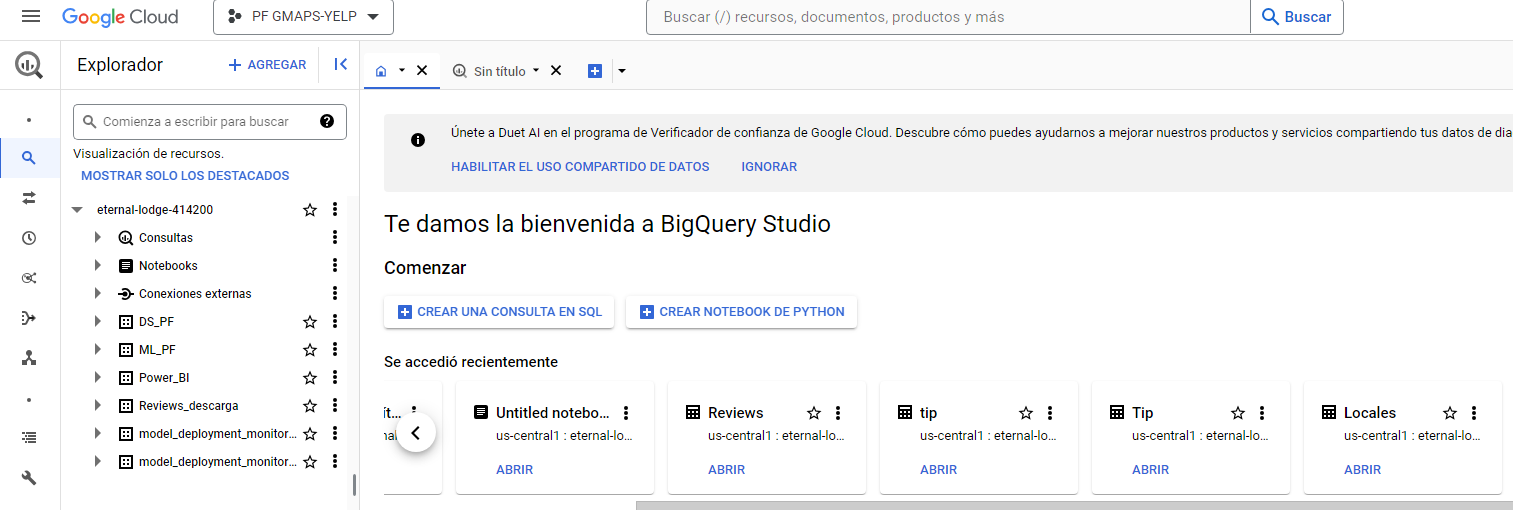 Google Cloud
PF GMAPS-YELP
Buscar (/) recursos, documentos, productos y más
Buscar
Explorador
AGREGAR
Sin título
Comienza a escribir para buscar
Visualización de recursos.
MOSTRAR SOLO LOS DESTACADOS
eternal-lodge-414200
Consultas
Notebooks
Conexiones externas
DS_PF
ML_PF
Power_BI
Reviews_descarga
model_deployment_monitor...
model_deployment_monitor...
Únete a Duet AI en el programa de Verificador de confianza de Google Cloud. Descubre cómo puedes ayudarnos a mejorar nuestros productos y servicios compartiendo tus datos de dia
HABILITAR EL USO COMPARTIDO DE DATOS IGNORAR
Te damos la bienvenida a BigQuery Studio
Comenzar
CREAR UNA CONSULTA EN SQL CREAR NOTEBOOK DE PYTHON
Se accedió recientemente
ít... Untitled notebo... Reviews tip Tip Locales
us-central1 : eternal-lo... us-central1 : eternal-lo... us-central1 : eternal-lo... us-central1 : eternal-lo... us-central1 : eternal-lo...
ABRIR ABRIR ABRIR ABRIR ABRIR